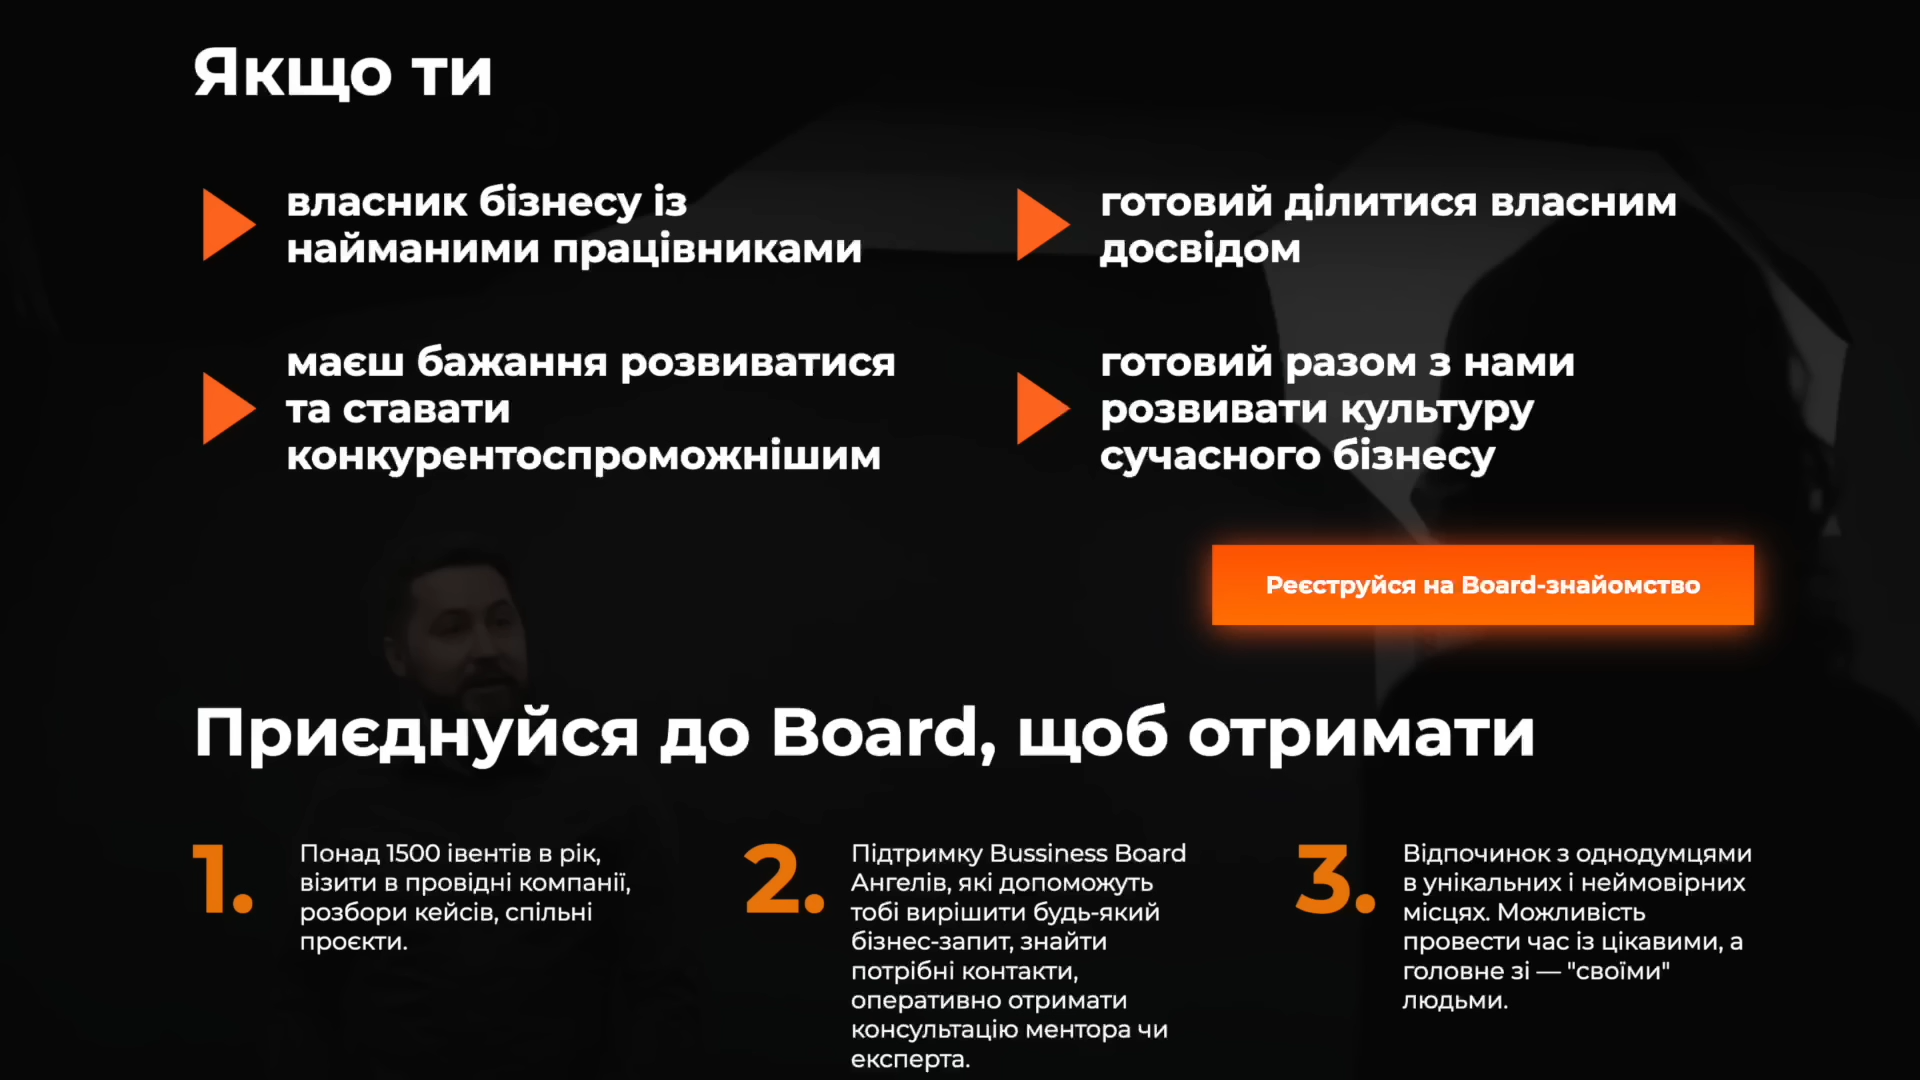 Якщо ти
власник бізнесу із
найманими працівниками
готовий ділитися власним
досвідом
маєш бажання розвиватися
та ставати
конкурентоспроможнішим
готовий разом з нами
розвивати культуру
сучасного бізнесу
Реєструйся на Board-знайомство
Приєднуйся до Board, щоб отримати
1.
Понад 1500 івентів в рік,
візити в провідні компанії,
розбори кейсів, спільні
проєкти.
2.
Підтримку Bussiness Board
Ангелів, які допоможуть
тобі вирішити будь-який
бізнес-запит, знайти
потрібні контакти,
оперативно отримати
консультацію ментора чи
експерта.
3.
Відпочинок з однодумцями
в унікальних і неймовірних
місцях. Можливість
провести час із цікавими, а
головне зі — "своїми"
людьми.